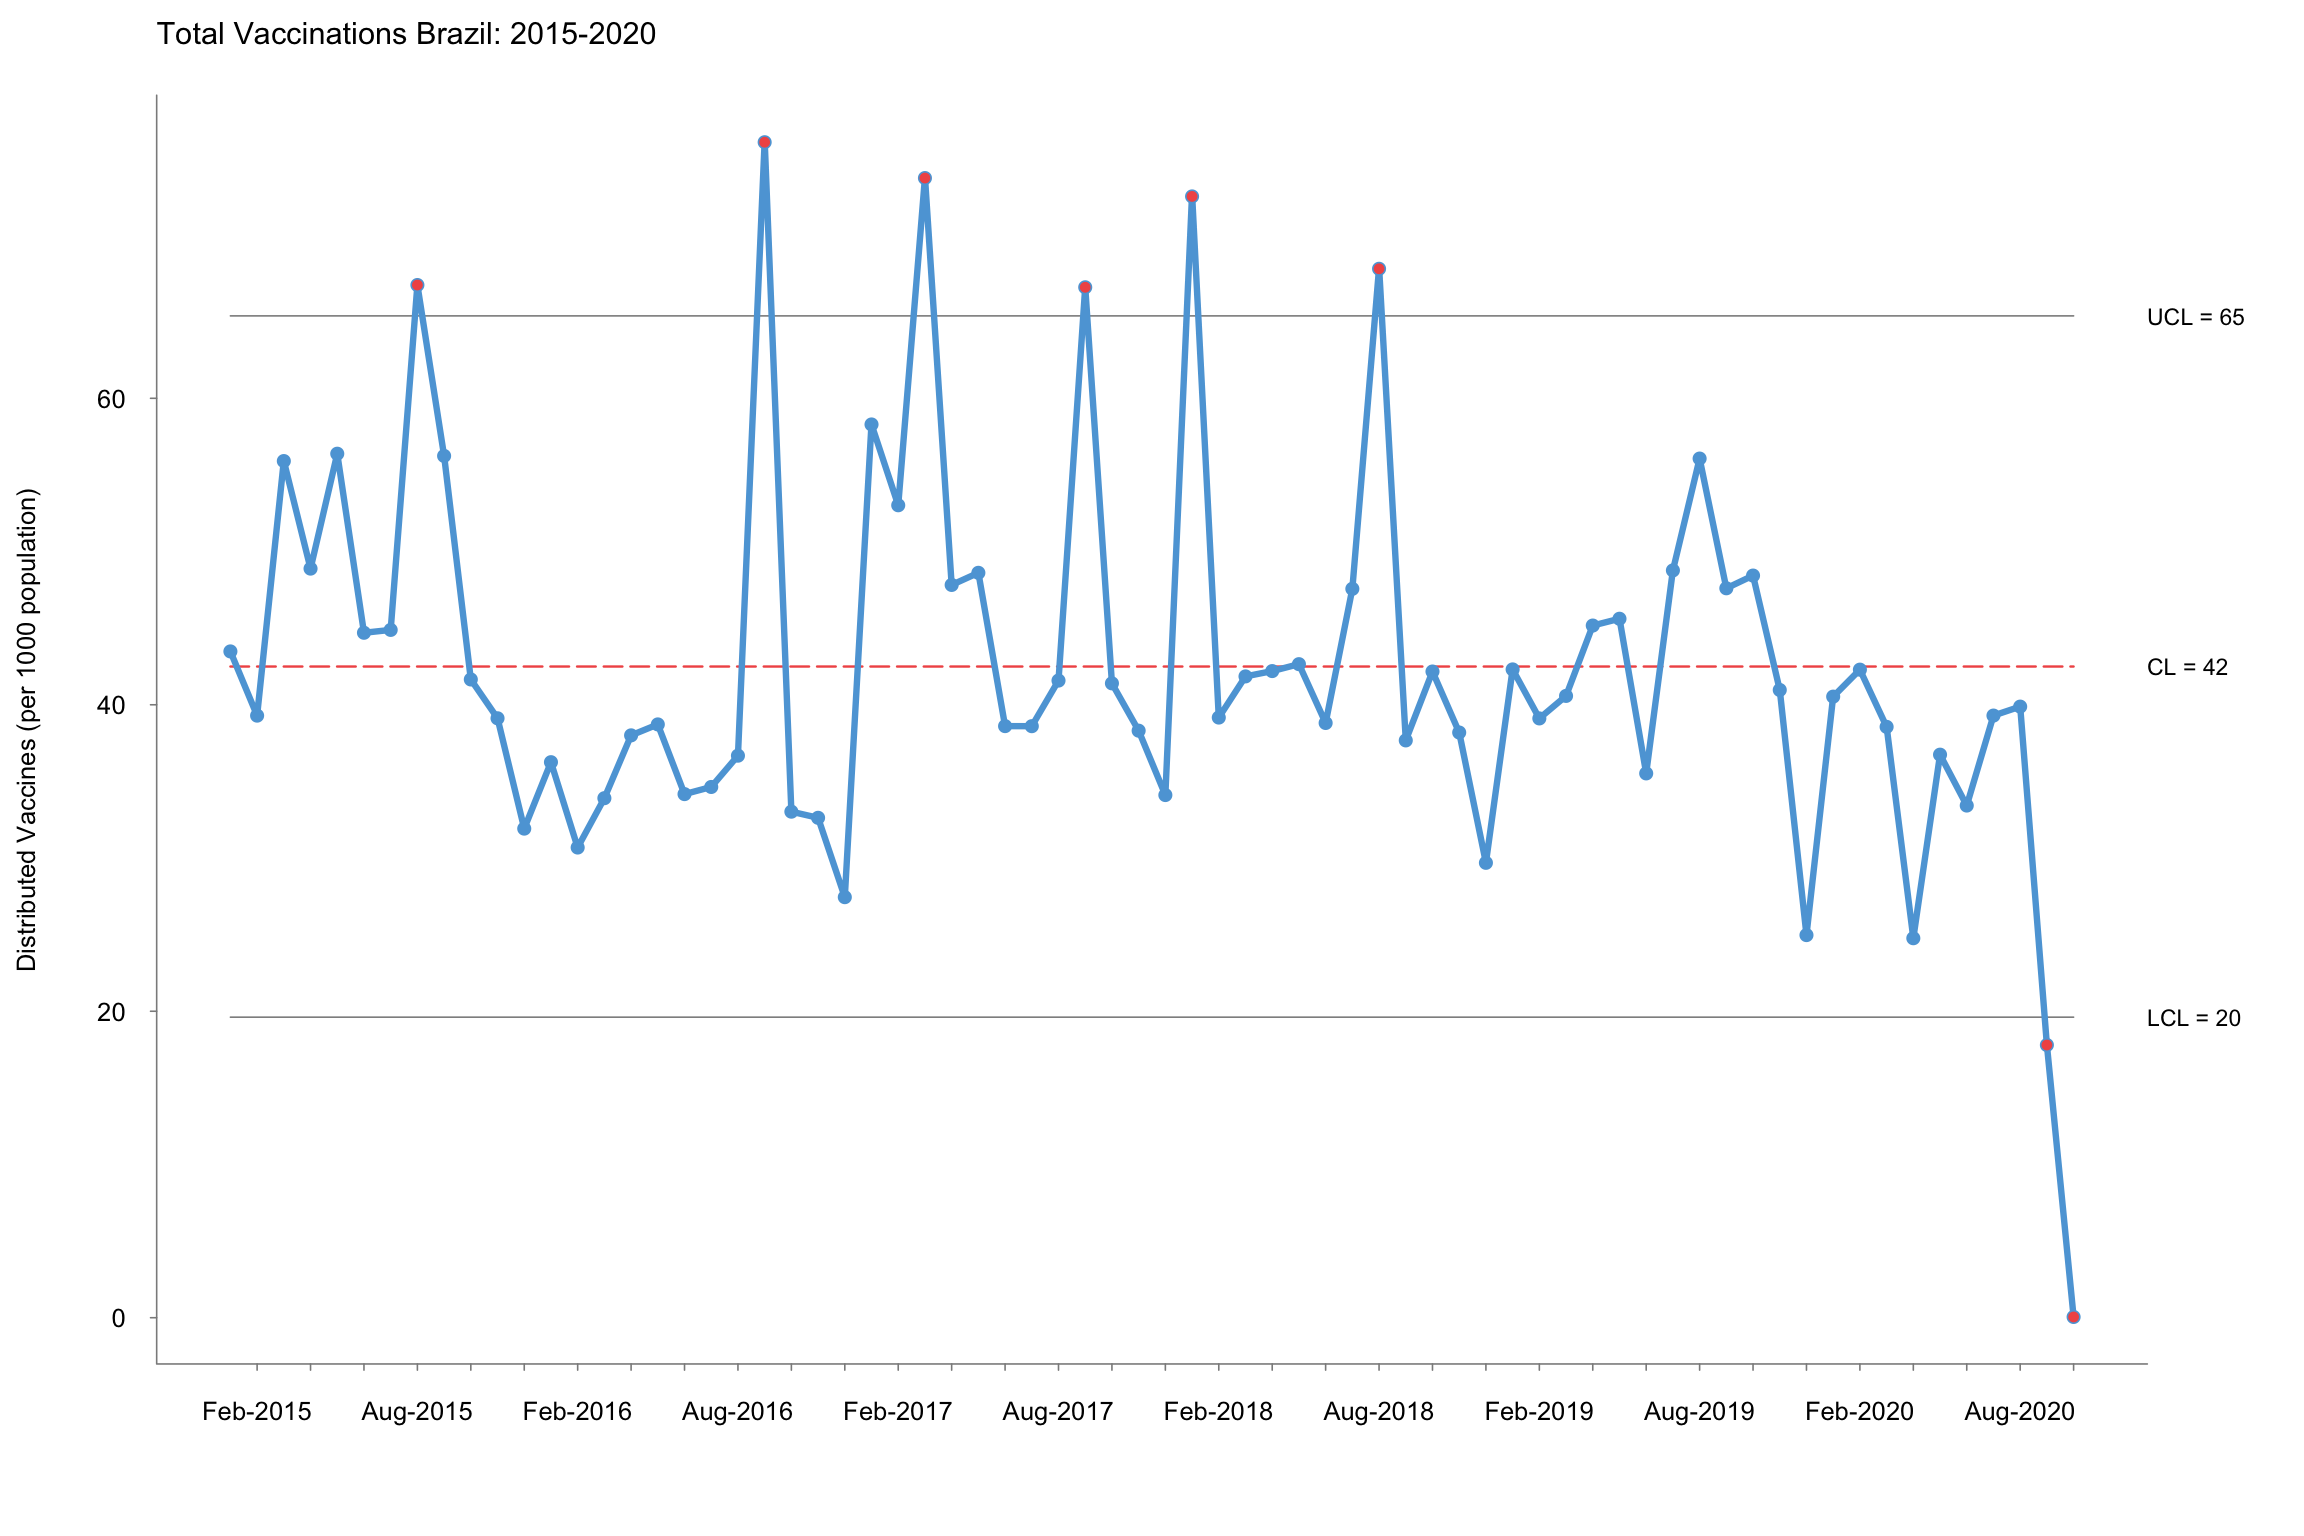 Total Vaccinations Brazil: 2015-2020
Distributed Vaccines (per 1000 population)
60
40
20
0
UCL = 65
CL = 42
LCL = 20
Feb-2015
Aug-2015
Feb-2016
Aug-2016
Feb-2017
Aug-2017
Feb-2018
Aug-2018
Feb-2019
Aug-2019
Feb-2020
Aug-2020